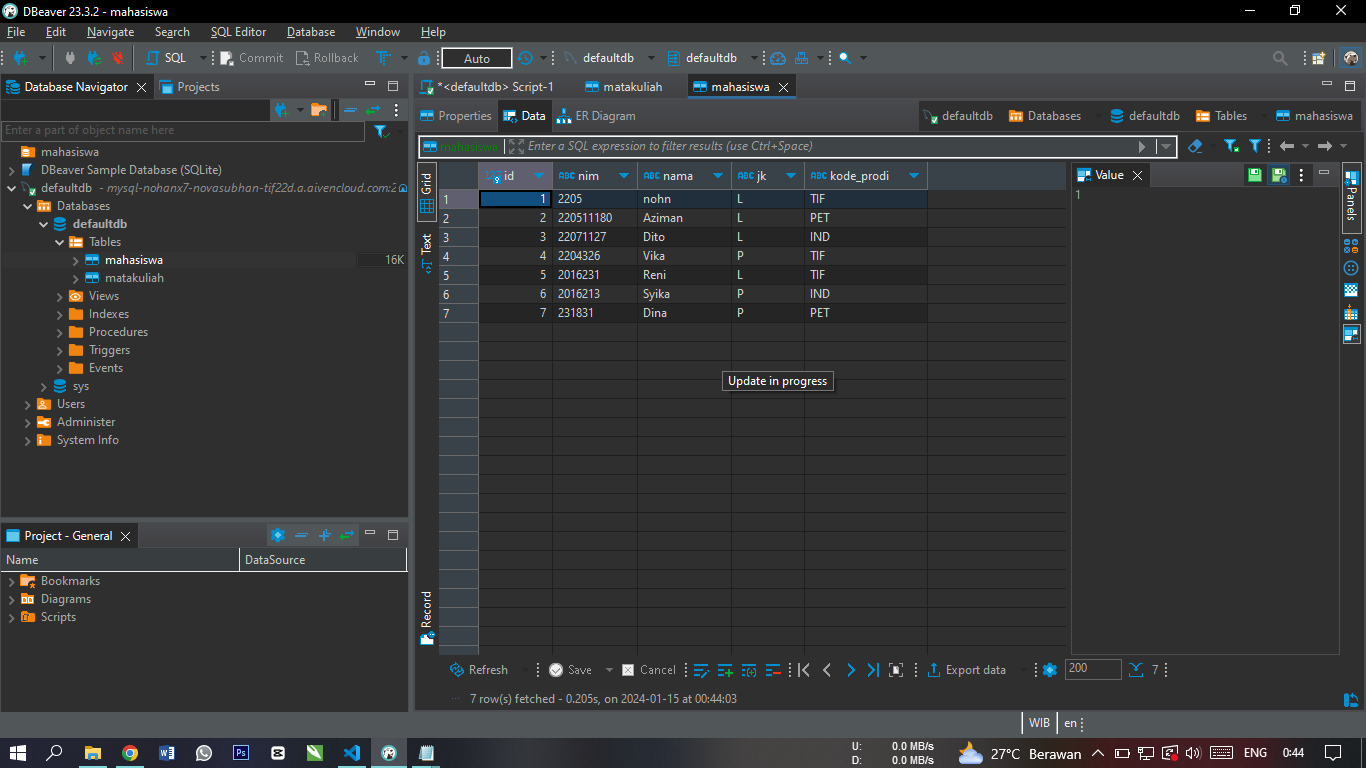 DBeaver 23.3.2 - mahasiswa
File Edit Navigate Search SQL Editor Database Window Help
SQL Commit Rollback Auto defaultdb defaultdb
Database Navigator Projects
Enter a part of object name here
mahasiswa
DBeaver Sample Database (SQLite)
defaultdb - mysql-nohanx7-novasubhan-tif22d.a.aivencloud.com:2
Databases
defaultdb
Tables
mahasiswa 16K
matakuliah
Views
Indexes
Procedures
Triggers
Events
sys
Users
Administer
System Info
Project - General
Name DataSource
Bookmarks
Diagrams
Scripts
*<defaultdb> Script-1 matakuliah mahasiswa
Properties Data ER Diagram defaultdb Databases defaultdb Tables mahasiswa
mahasiswa Enter a SQL expression to filter results (use Ctrl+Space)
Grid
Text
Record
id nim nama jk kode_prodi
1 1 2205 nohn L TIF
2 2 220511180 Aziman L PET
3 3 22071127 Dito L IND
4 4 2204326 Vika P TIF
5 5 2016231 Reni L TIF
6 6 2016213 Syika P IND
7 7 231831 Dina P PET
Update in progress
Value
1
Panels
Refresh Save Cancel Export data 200 7
7 row(s) fetched - 0.205s, on 2024-01-15 at 00:44:03
WIB en
U: 0.0 MB/s
D: 0.0 MB/s
27°C Berawan ENG 0:44